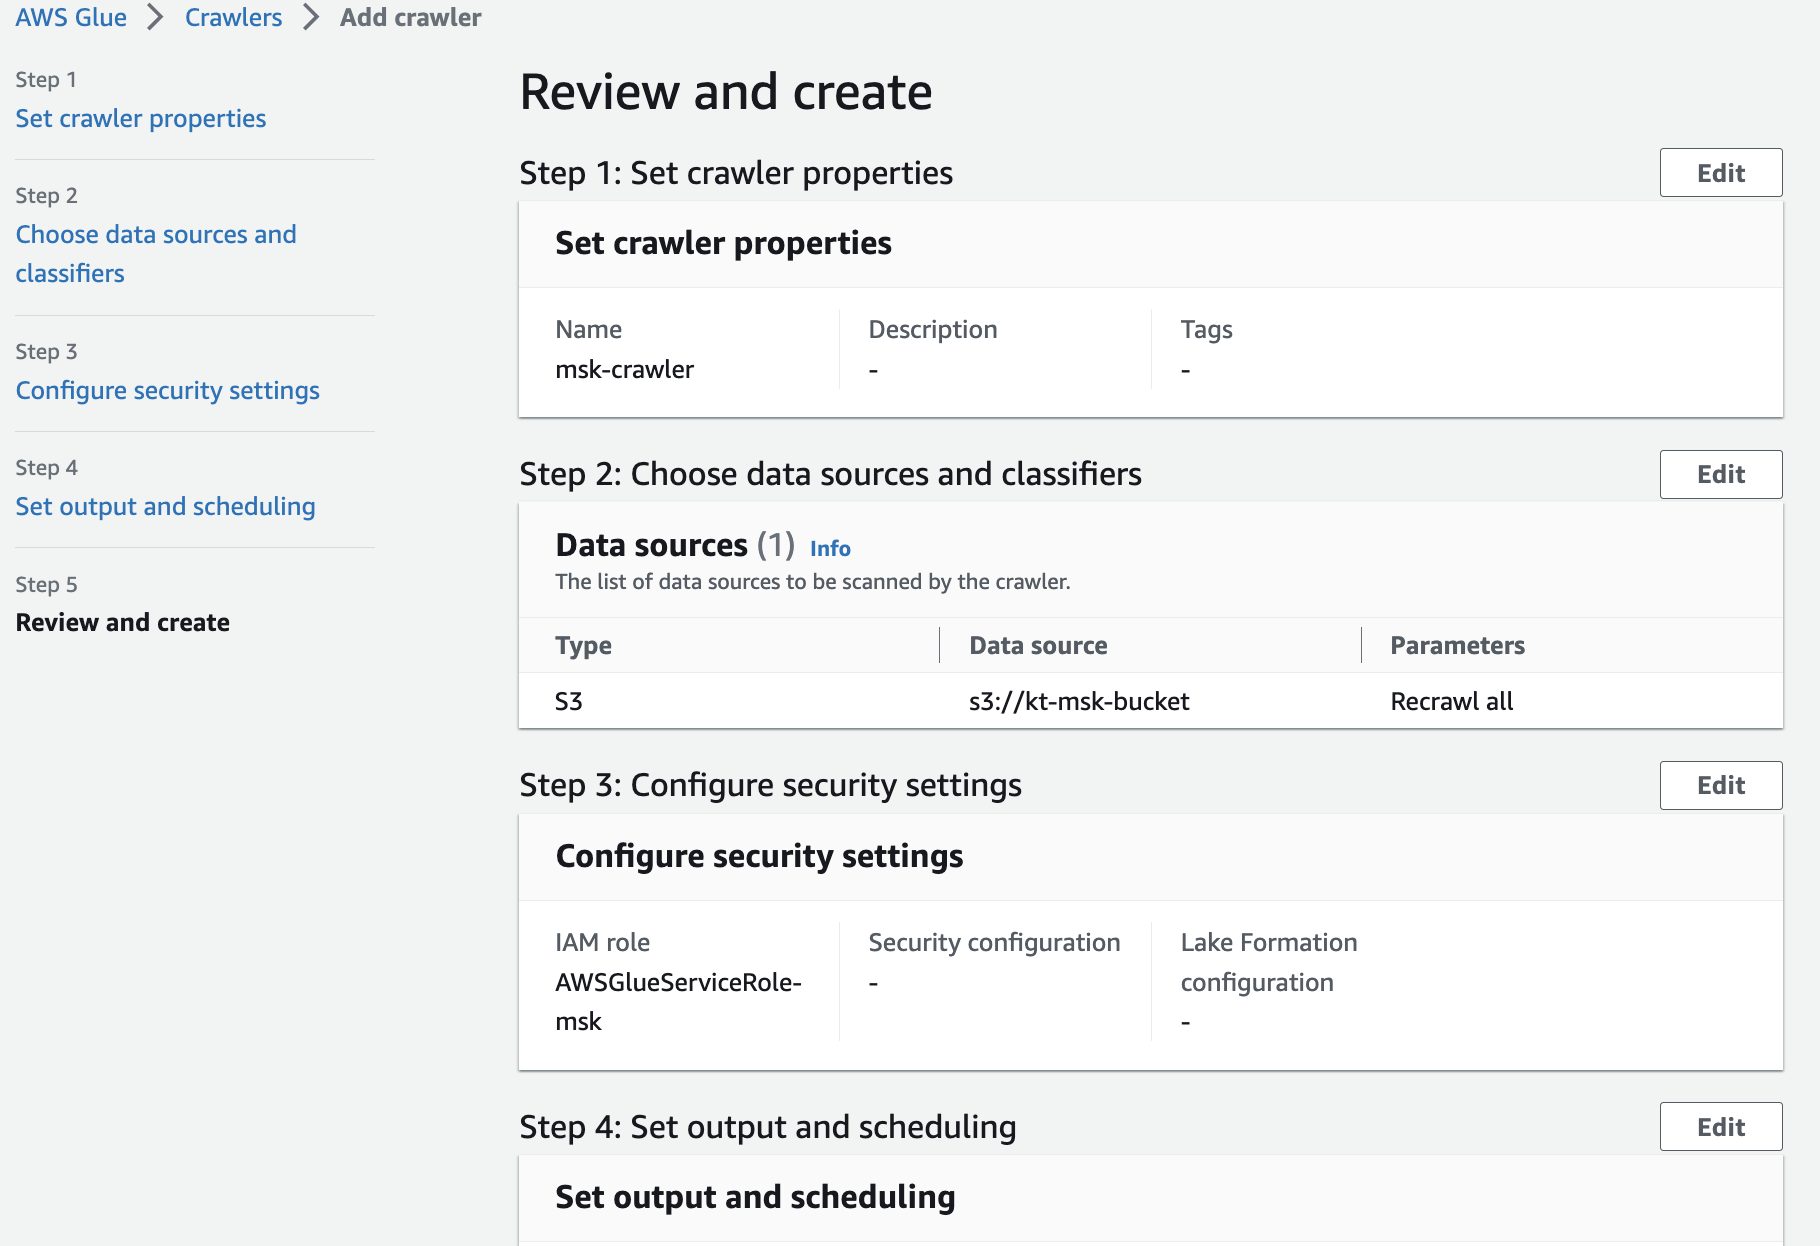 AWS Glue > Crawlers > Add crawler
Step 1
Set crawler properties
Step 2
Choose data sources and
classifiers
Step 3
Configure security settings
Step 4
Set output and scheduling
Step 5
Review and create
Review and create
Step 1: Set crawler properties
Edit
Set crawler properties
Name Description Tags
msk-crawler - -
Step 2: Choose data sources and classifiers
Edit
Data sources (1) Info
The list of data sources to be scanned by the crawler.
Type Data source Parameters
S3 s3://kt-msk-bucket Recrawl all
Step 3: Configure security settings
Edit
Configure security settings
IAM role
AWSGlueServiceRole-
msk
Security configuration
-
Lake Formation
configuration
-
Step 4: Set output and scheduling
Edit
Set output and scheduling